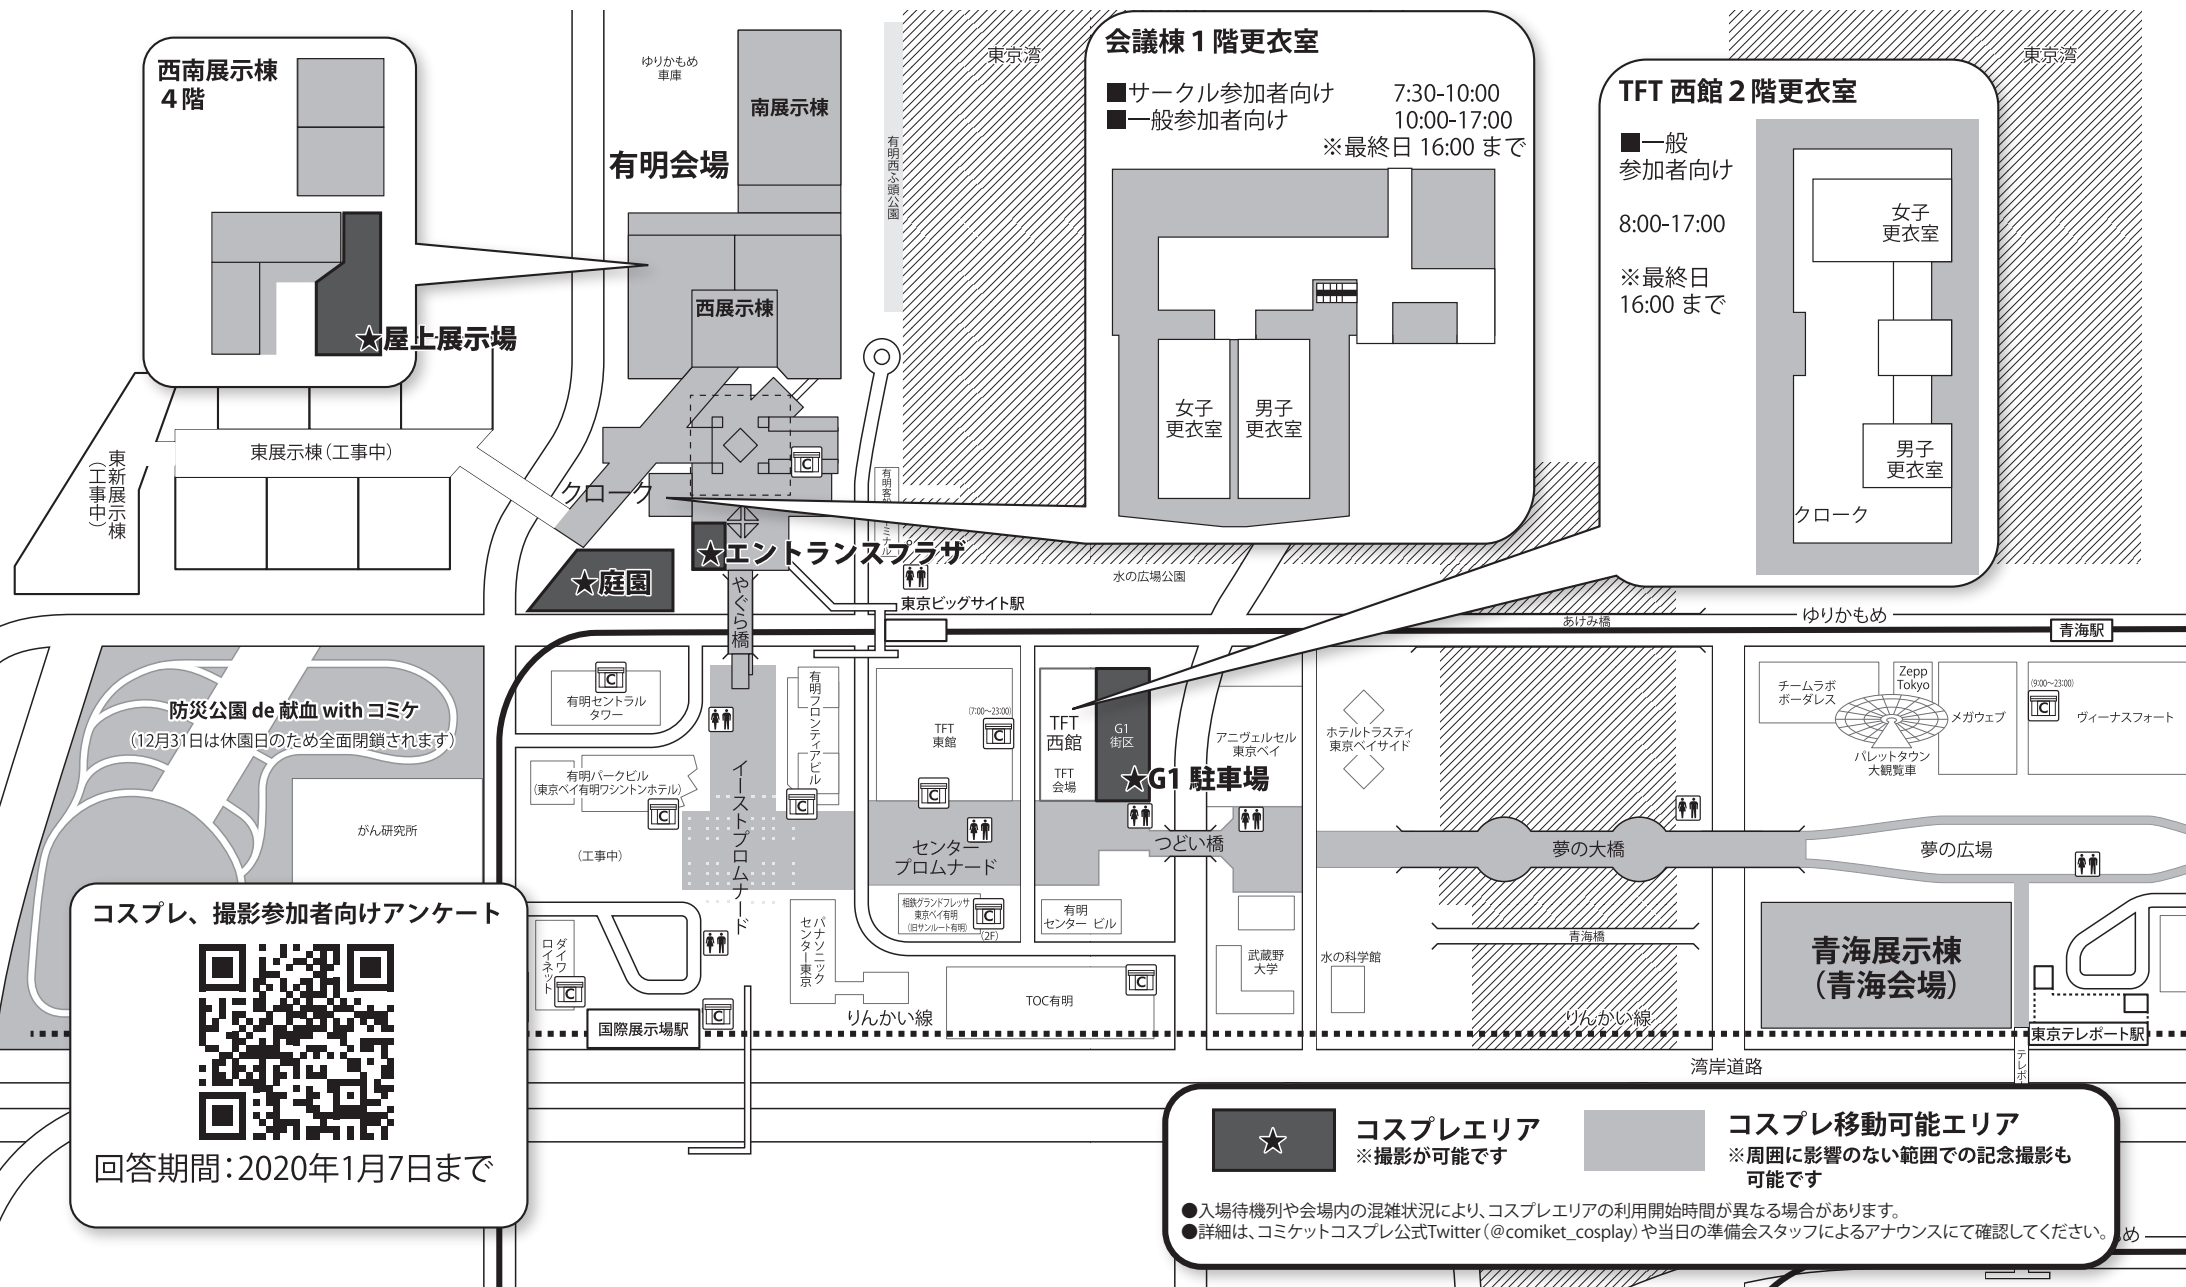 西南展示棟
４階
★屋上展示場
ゆりかもめ
車庫
南展示棟
有明会場
西展示棟
有明西ふ頭公園
東京湾
会議棟１階更衣室
■サークル参加者向け 7:30-10:00
■一般参加者向け 10:00-17:00
※最終日 16:00 まで
女子
更衣室
男子
更衣室
東京湾
TFT 西館２階更衣室
■一般
参加者向け
8:00-17:00
※最終日
16:00 まで
女子
更衣室
男子
更衣室
クローク
東新展示棟
（工事中）
東展示棟（工事中）
クローク
C
★エントランスプラザ
★庭園
やぐら橋
東京ビッグサイト駅
水の広場公園
あけみ橋
ゆりかもめ
青海駅
防災公園 de 献血 with コミケ
（12月31日は休園日のため全面閉鎖されます）
がん研究所
C
有明セントラル
タワー
有明パークビル
（東京ベイ有明ワシントンホテル）
C
（工事中）
イーストプロムナード
有明フロンティアビル
C
TFT
東館
（7:00～23:00）
C
C
センター
プロムナード
TFT
西館
TFT
会場
G1
街区
★G1 駐車場
つどい橋
アニヴェルセル
東京ベイ
ホテルトラスティ
東京ベイサイド
夢の大橋
夢の広場
チームラボ
ボーダレス
Zepp
Tokyo
メガウェブ
パレットタウン
大観覧車
（9:00～23:00）
C
ヴィーナスフォート
相鉄グランドフレッサ
東京ベイ有明
（旧サンルート有明）
C
（2F）
有明
センター ビル
パナソニック
センター東京
ダイワ
ロイネット
C
国際展示場駅
C
りんかい線
TOC有明
C
武蔵野
大学
水の科学館
青海橋
りんかい線
青海展示棟
（青海会場）
東京テレポート駅
湾岸道路
テレポ
コスプレ、撮影参加者向けアンケート
回答期間：2020年1月7日まで
★
コスプレエリア
※撮影が可能です
コスプレ移動可能エリア
※周囲に影響のない範囲での記念撮影も
可能です
●入場待機列や会場内の混雑状況により、コスプレエリアの利用開始時間が異なる場合があります。
●詳細は、コミケットコスプレ公式Twitter（@comiket_cosplay）や当日の準備会スタッフによるアナウンスにて確認してください。
め